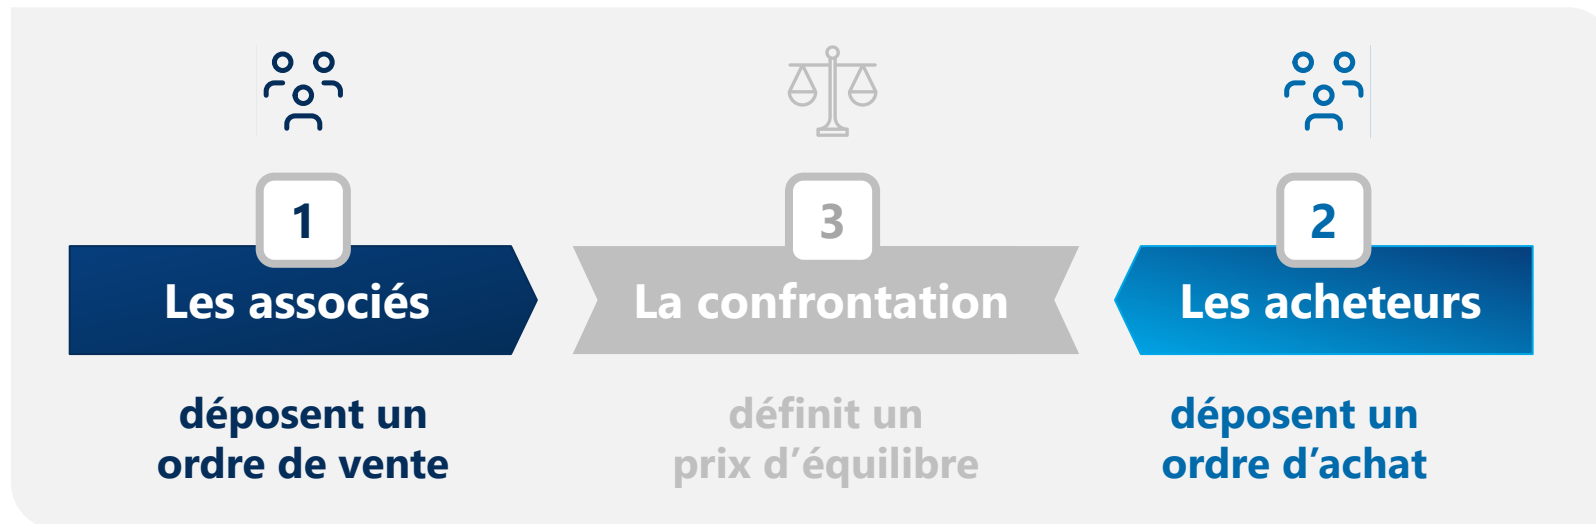 1
Les associés
déposent un
ordre de vente
3
La confrontation
définit un
prix d’équilibre
2
Les acheteurs
déposent un
ordre d’achat